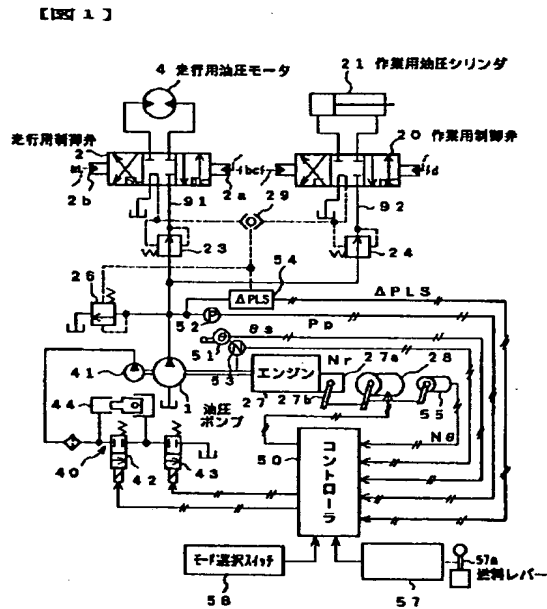 【図1】
4 走行用油圧モータ
21 作業用油圧シリンダ
走行用制御弁
20 作業用制御弁
2
2b
2a
bcf
d
29
91
92
23
24
26
54
ΔPLS
ΔPLS
52
Pp
θs
51
53
エンジン
Nr
27a
28
41
44
1
油圧ポンプ
27
27b
55
Nθ
50
コントローラ
40
42
43
モード選択スイッチ
58
57
57a
燃料レバー